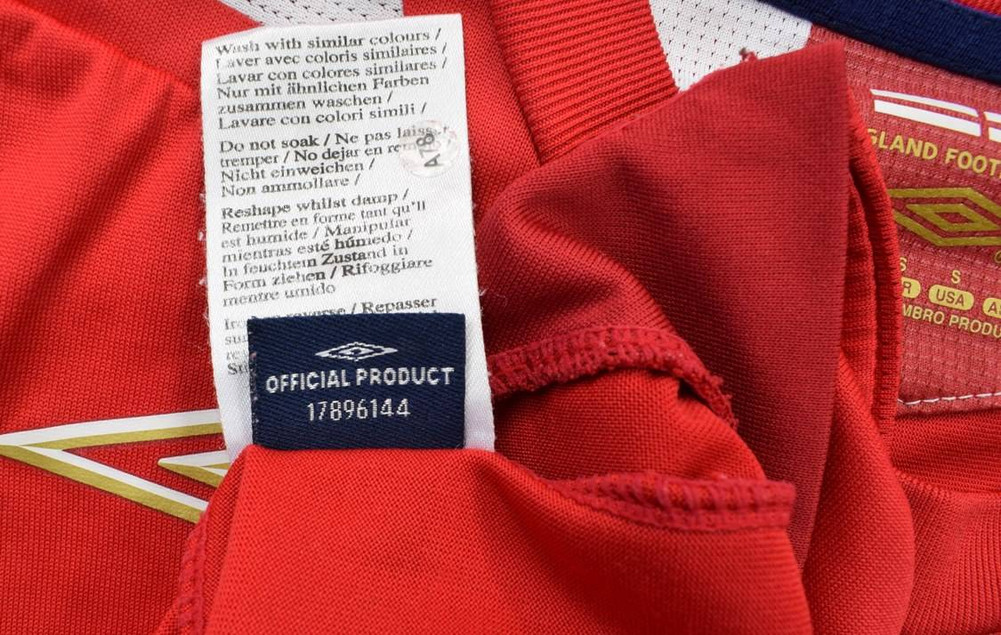 Wash with similar colours /
Laver avec coloris similaires /
Lavar con colores similares /
Nur mit ähnlichen Farben
zusammen waschen /
Lavare con colori simili /
Do not soak / Ne pas laisser
tremper / No dejar en
Nicht einweichen /
Non ammollare /
Reshape whilst damp /
Remettre en forme tant qu'il
est humide / Manipular
mientras esté húmedo /
In feuchtem Zustand in
Form ziehen / Rifoggiare
mentre umido
reverse / Repasser
A78
OFFICIAL PRODUCT
17896144
GLAND FOOT
S S
R USA
MBRO PRODU